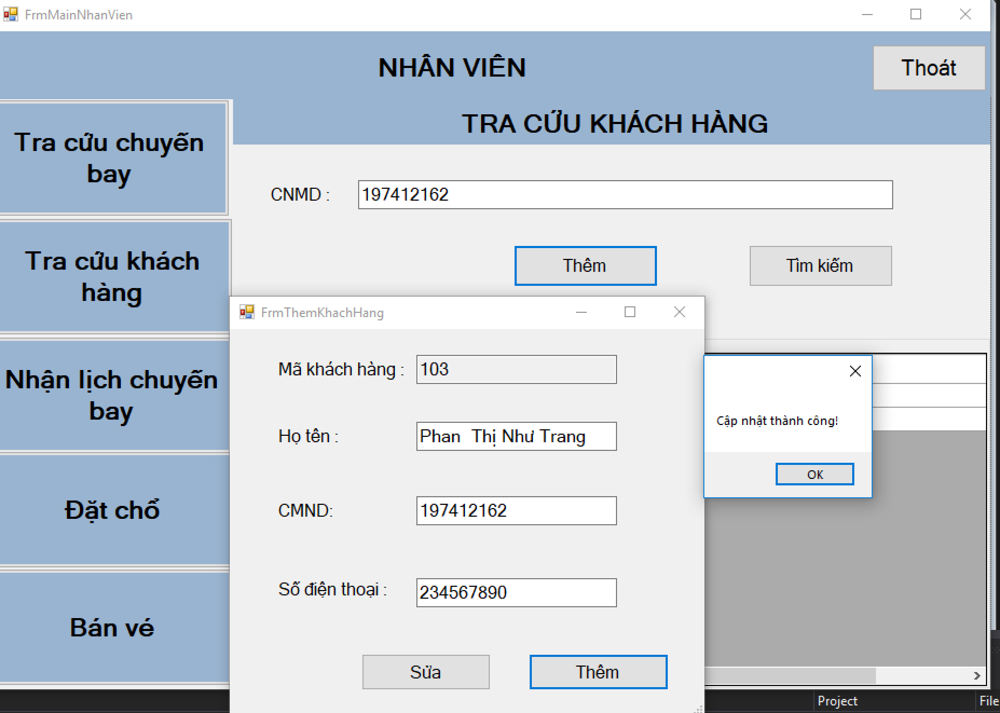 FrmMainNhanVien
NHÂN VIÊN
Thoát
TRA CỨU KHÁCH HÀNG
Tra cứu chuyến
bay
Tra cứu khách
hàng
Nhận lịch chuyến
bay
Đặt chổ
Bán vé
CNMD :
197412162
Thêm
Tìm kiếm
FrmThemKhachHang
Mã khách hàng :
103
Họ tên :
Phan  Thị Như Trang
CMND:
197412162
Số điện thoại :
234567890
Sửa
Thêm
Cập nhật thành công!
OK
Project
File